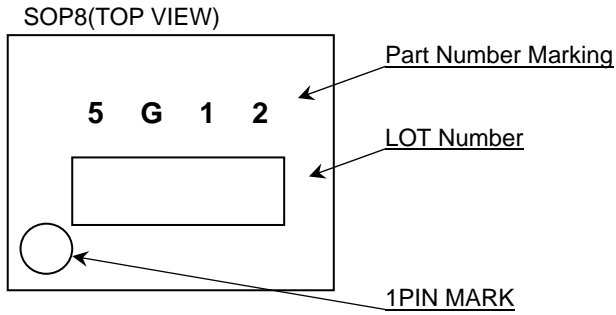 SOP8(TOP VIEW)
Part Number Marking
5 G 1 2
LOT Number
1PIN MARK